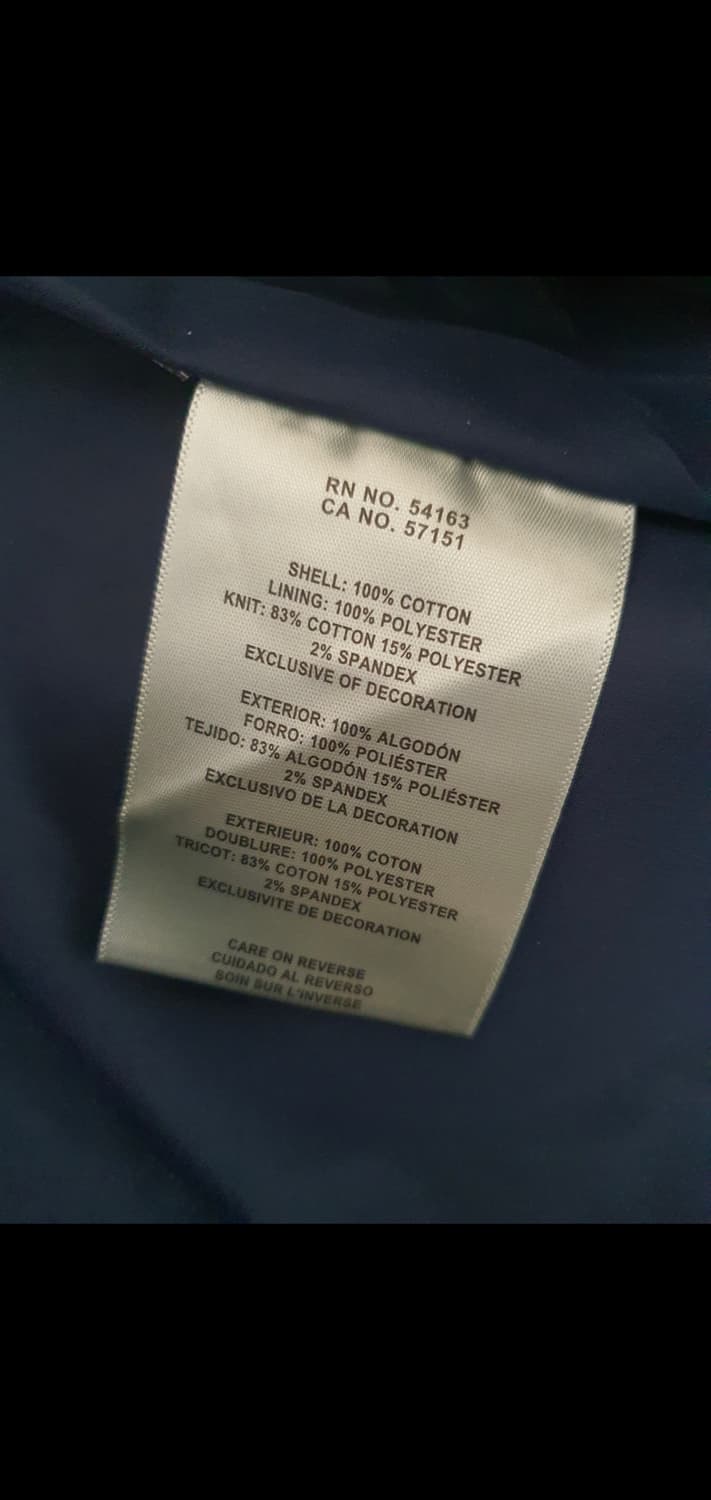 RN NO. 54163
CA NO. 57151
SHELL: 100% COTTON
LINING: 100% POLYESTER
KNIT: 83% COTTON 15% POLYESTER
2% SPANDEX
EXCLUSIVE OF DECORATION
EXTERIOR: 100% ALGODÓN
FORRO: 100% POLIÉSTER
TEJIDO: 83% ALGODÓN 15% POLIÉSTER
2% SPANDEX
EXCLUSIVO DE LA DECORATION
EXTERIEUR: 100% COTON
DOUBLURE: 100% POLYESTER
TRICOT: 83% COTON 15% POLYESTER
2% SPANDEX
EXCLUSIVITE DE DECORATION
CARE ON REVERSE
CUIDADO AL REVERSO
SOIN SUR L'INVERSE